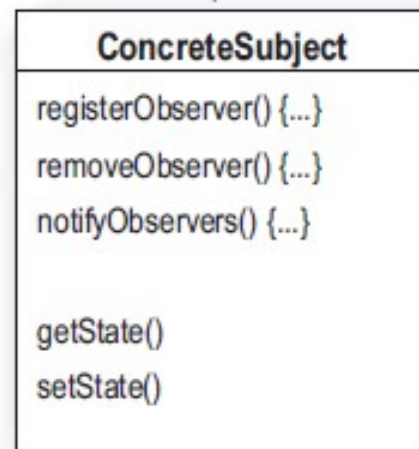 ConcreteSubject
registerObserver() {...}
removeObserver() {...}
notifyObservers() {...}
getState()
setState()